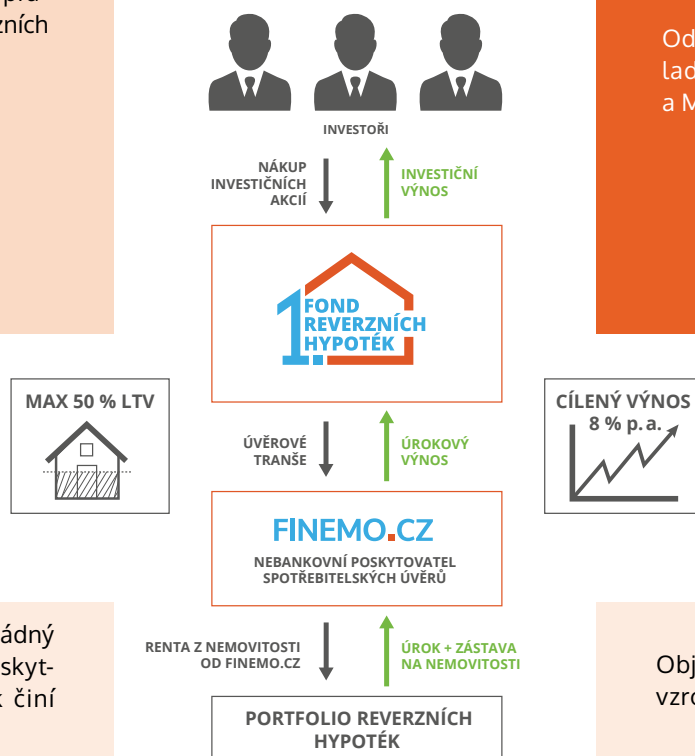 zních
Od
lad
a M
INVESTOŘI
NÁKUP
INVESTIČNÍCH
AKCIÍ
INVESTIČNÍ
VÝNOS
1.
FOND
REVERZNÍCH
HYPOTÉK
MAX 50 % LTV
CÍLENÝ VÝNOS
8 % p. a.
ÚVĚROVÉ
TRANŠE
ÚROKOVÝ
VÝNOS
FINEMO.CZ
NEBANKOVNÍ POSKYTOVATEL
SPOTŘEBITELSKÝCH ÚVĚRŮ
ádný
skyt-
k činí
RENTA Z NEMOVITOSTI
OD FINEMO.CZ
ÚROK + ZÁSTAVA
NA NEMOVITOSTI
Obj
vzro
PORTFOLIO REVERZNÍCH
HYPOTÉK